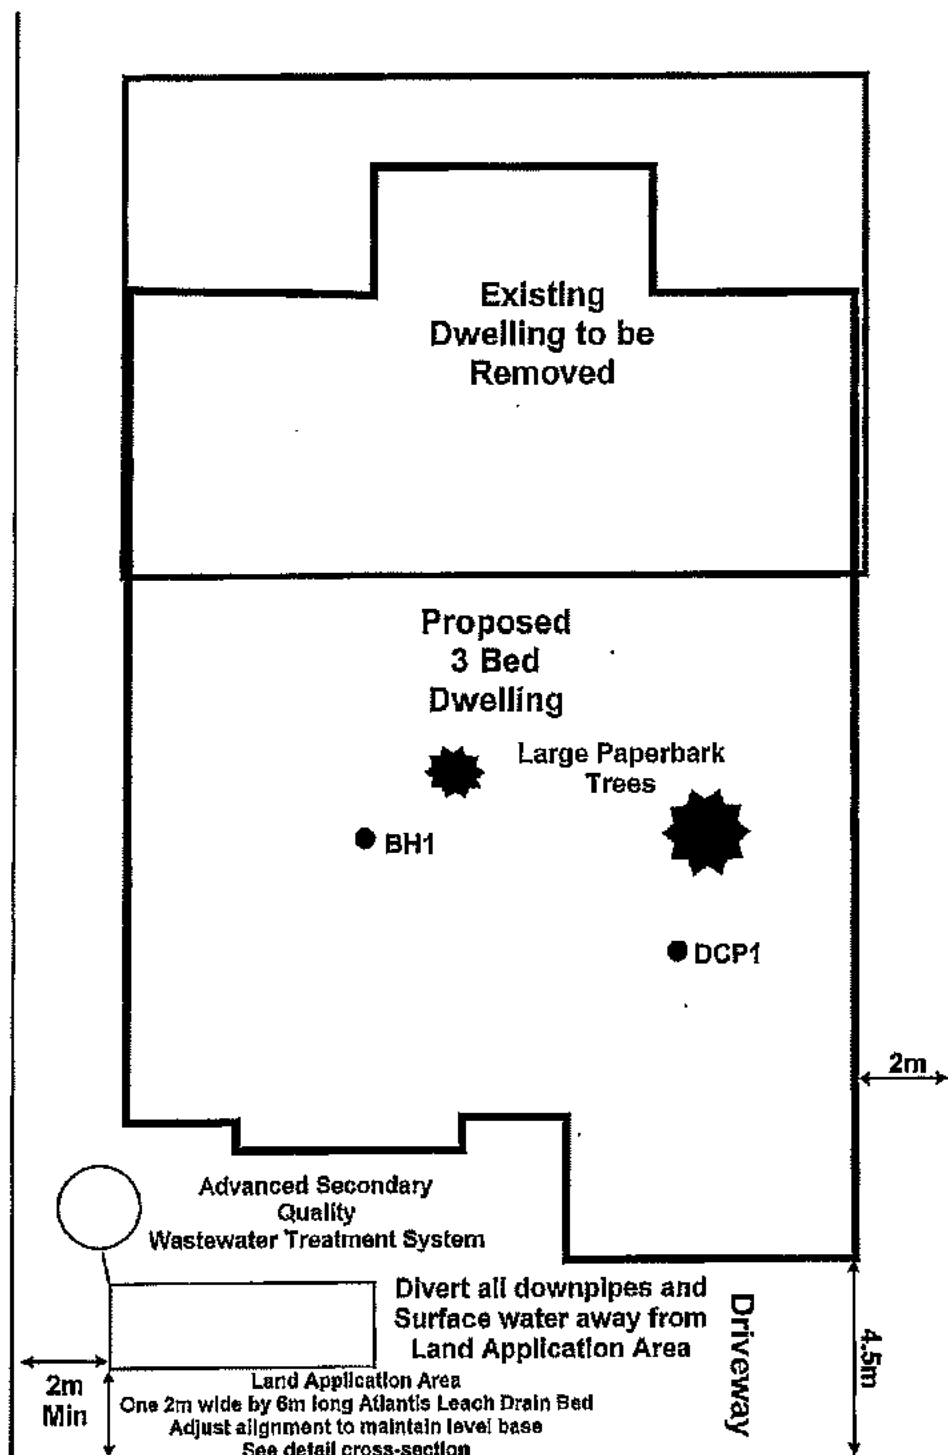 Existing
Dwelling to be
Removed
Proposed
3 Bed
Dwelling
Large Paperbark
Trees
BH1
DCP1
2m
Advanced Secondary
Quality
Wastewater Treatment System
Divert all downpipes and
Surface water away from
Land Application Area
Driveway
4.5m
2m
Min
Land Application Area
One 2m wide by 6m long Atlantis Leach Drain Bed
Adjust alignment to maintain level base
See detail cross-section